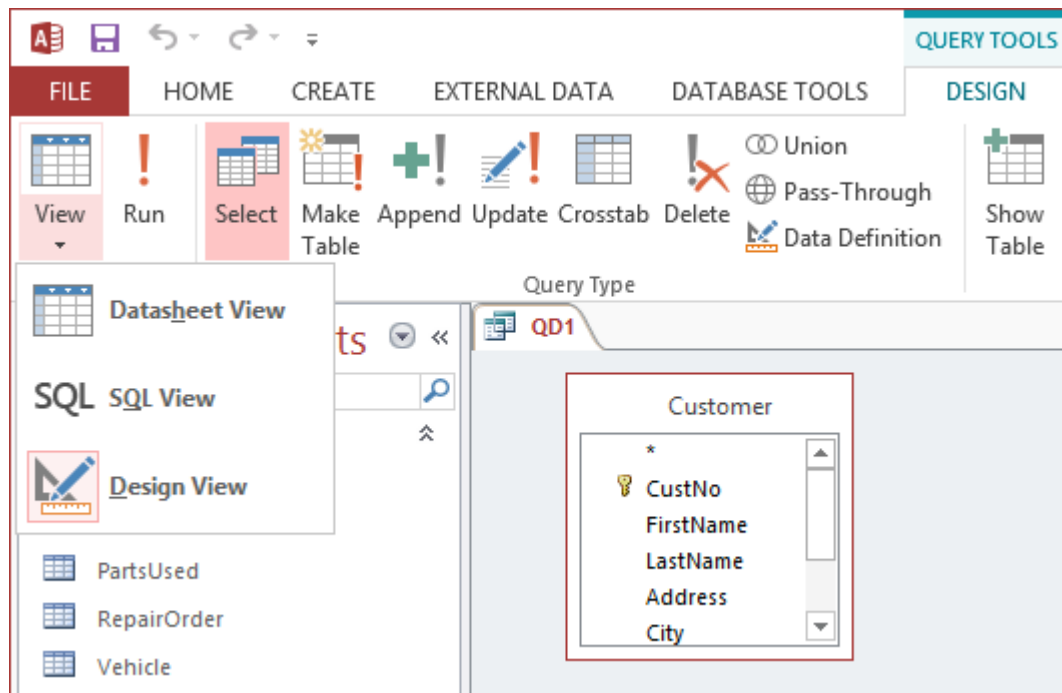 QUERY TOOLS
FILE HOME CREATE EXTERNAL DATA DATABASE TOOLS DESIGN
View Run Select Make Table Append Update Crosstab Delete Union Pass-Through Data Definition Show Table
Query Type
Datasheet View
SQL SQL View
Design View
ts
QD1
Customer
*
CustNo
FirstName
LastName
Address
City
PartsUsed
RepairOrder
Vehicle